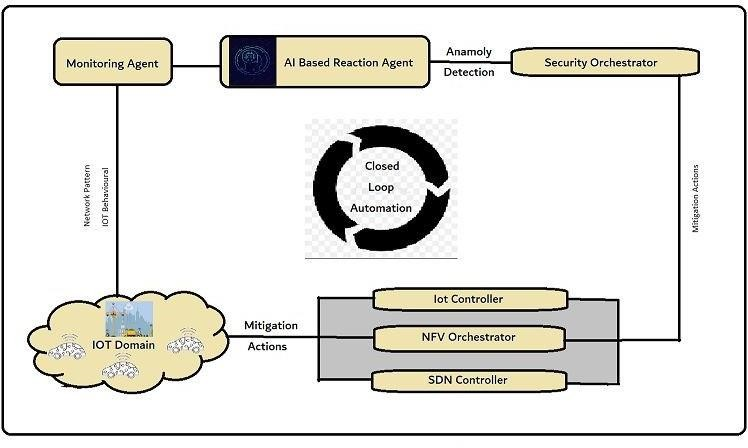 Monitoring Agent
AI Based Reaction Agent
Anamoly
Detection
Security Orchestrator
Network Pattern
IOT Behavioural
Closed
Loop
Automation
Mitigation Actions
IOT Domain
Mitigation
Actions
Iot Controller
NFV Orchestrator
SDN Controller